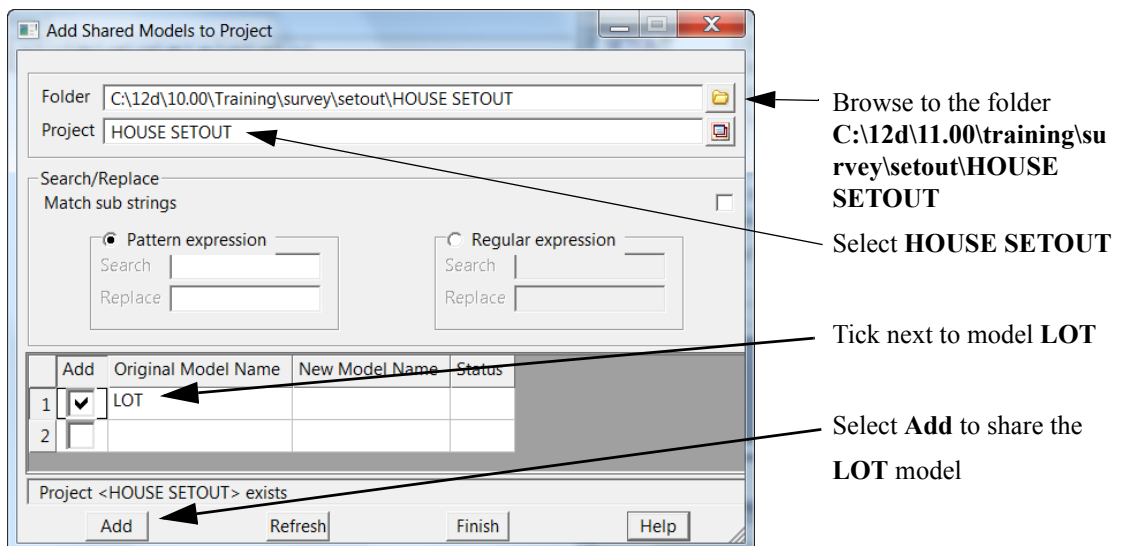 Add Shared Models to Project
Folder C:\12d\10.00\Training\survey\setout\HOUSE SETOUT
Project HOUSE SETOUT
Search/Replace
Match sub strings
Pattern expression
Search
Replace
Regular expression
Search
Replace
Add Original Model Name New Model Name Status
1 LOT
2
Project <HOUSE SETOUT> exists
Add Refresh Finish Help
Browse to the folder
C:\12d\11.00\training\su
rvey\setout\HOUSE
SETOUT
Select HOUSE SETOUT
Tick next to model LOT
Select Add to share the
LOT model